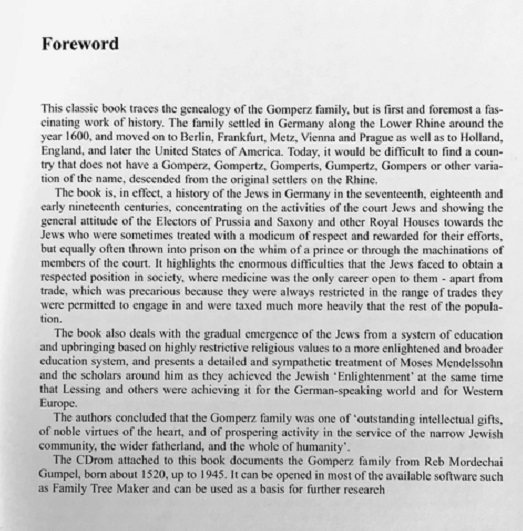 Foreword
This classic book traces the genealogy of the Gomperz family, but is first and foremost a fas-
cinating work of history. The family settled in Germany along the Lower Rhine around the
year 1600, and moved on to Berlin, Frankfurt, Metz, Vienna and Prague as well as to Holland,
England, and later the United States of America. Today, it would be difficult to find a coun-
try that does not have a Gomperz, Gompertz, Gomperts, Gumpertz, Gompers or other varia-
tion of the name, descended from the original settlers on the Rhine.
The book is, in effect, a history of the Jews in Germany in the seventeenth, eighteenth and
early nineteenth centuries, concentrating on the activities of the court Jews and showing the
general attitude of the Electors of Prussia and Saxony and other Royal Houses towards the
Jews who were sometimes treated with a modicum of respect and rewarded for their efforts,
but equally often thrown into prison on the whim of a prince or through the machinations of
members of the court. It highlights the enormous difficulties that the Jews faced to obtain a
respected position in society, where medicine was the only career open to them - apart from
trade, which was precarious because they were always restricted in the range of trades they
were permitted to engage in and were taxed much more heavily that the rest of the popula-
tion.
The book also deals with the gradual emergence of the Jews from a system of education
and upbringing based on highly restrictive religious values to a more enlightened and broader
education system, and presents a detailed and sympathetic treatment of Moses Mendelssohn
and the scholars around him as they achieved the Jewish ‘Enlightenment’ at the same time
that Lessing and others were achieving it for the German-speaking world and for Western
Europe.
The authors concluded that the Gomperz family was one of ‘outstanding intellectual gifts,
of noble virtues of the heart, and of prospering activity in the service of the narrow Jewish
community, the wider fatherland, and the whole of humanity’.
The CDrom attached to this book documents the Gomperz family from Reb Mordechai
Gumpel, born about 1520, up to 1945. It can be opened in most of the available software such
as Family Tree Maker and can be used as a basis for further research